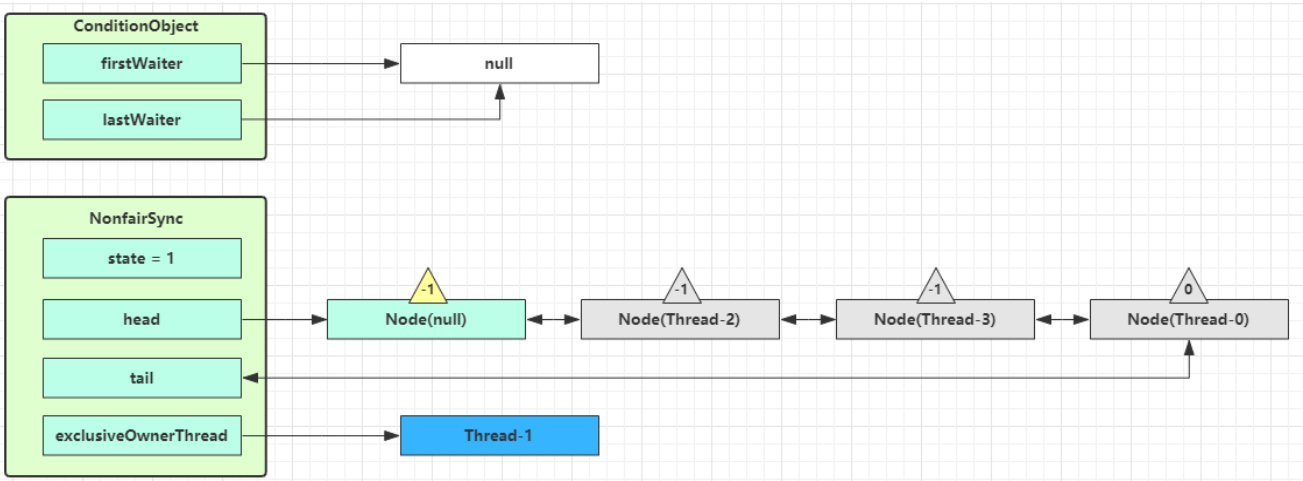 ConditionObject
firstWaiter
null
lastWaiter
NonfairSync
state = 1
-1
-1
-1
0
head
Node(null)
Node(Thread-2)
Node(Thread-3)
Node(Thread-0)
tail
exclusiveOwnerThread
Thread-1